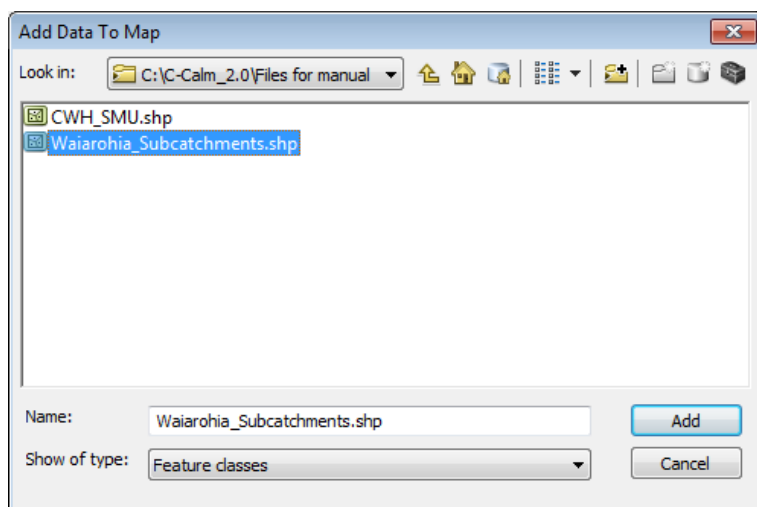 Add Data To Map
Look in: C:\C-Calm_2.0\Files for manual
CWH_SMU.shp
Waiarohia_Subcatchments.shp
Name: Waiarohia_Subcatchments.shp Add
Show of type: Feature classes Cancel